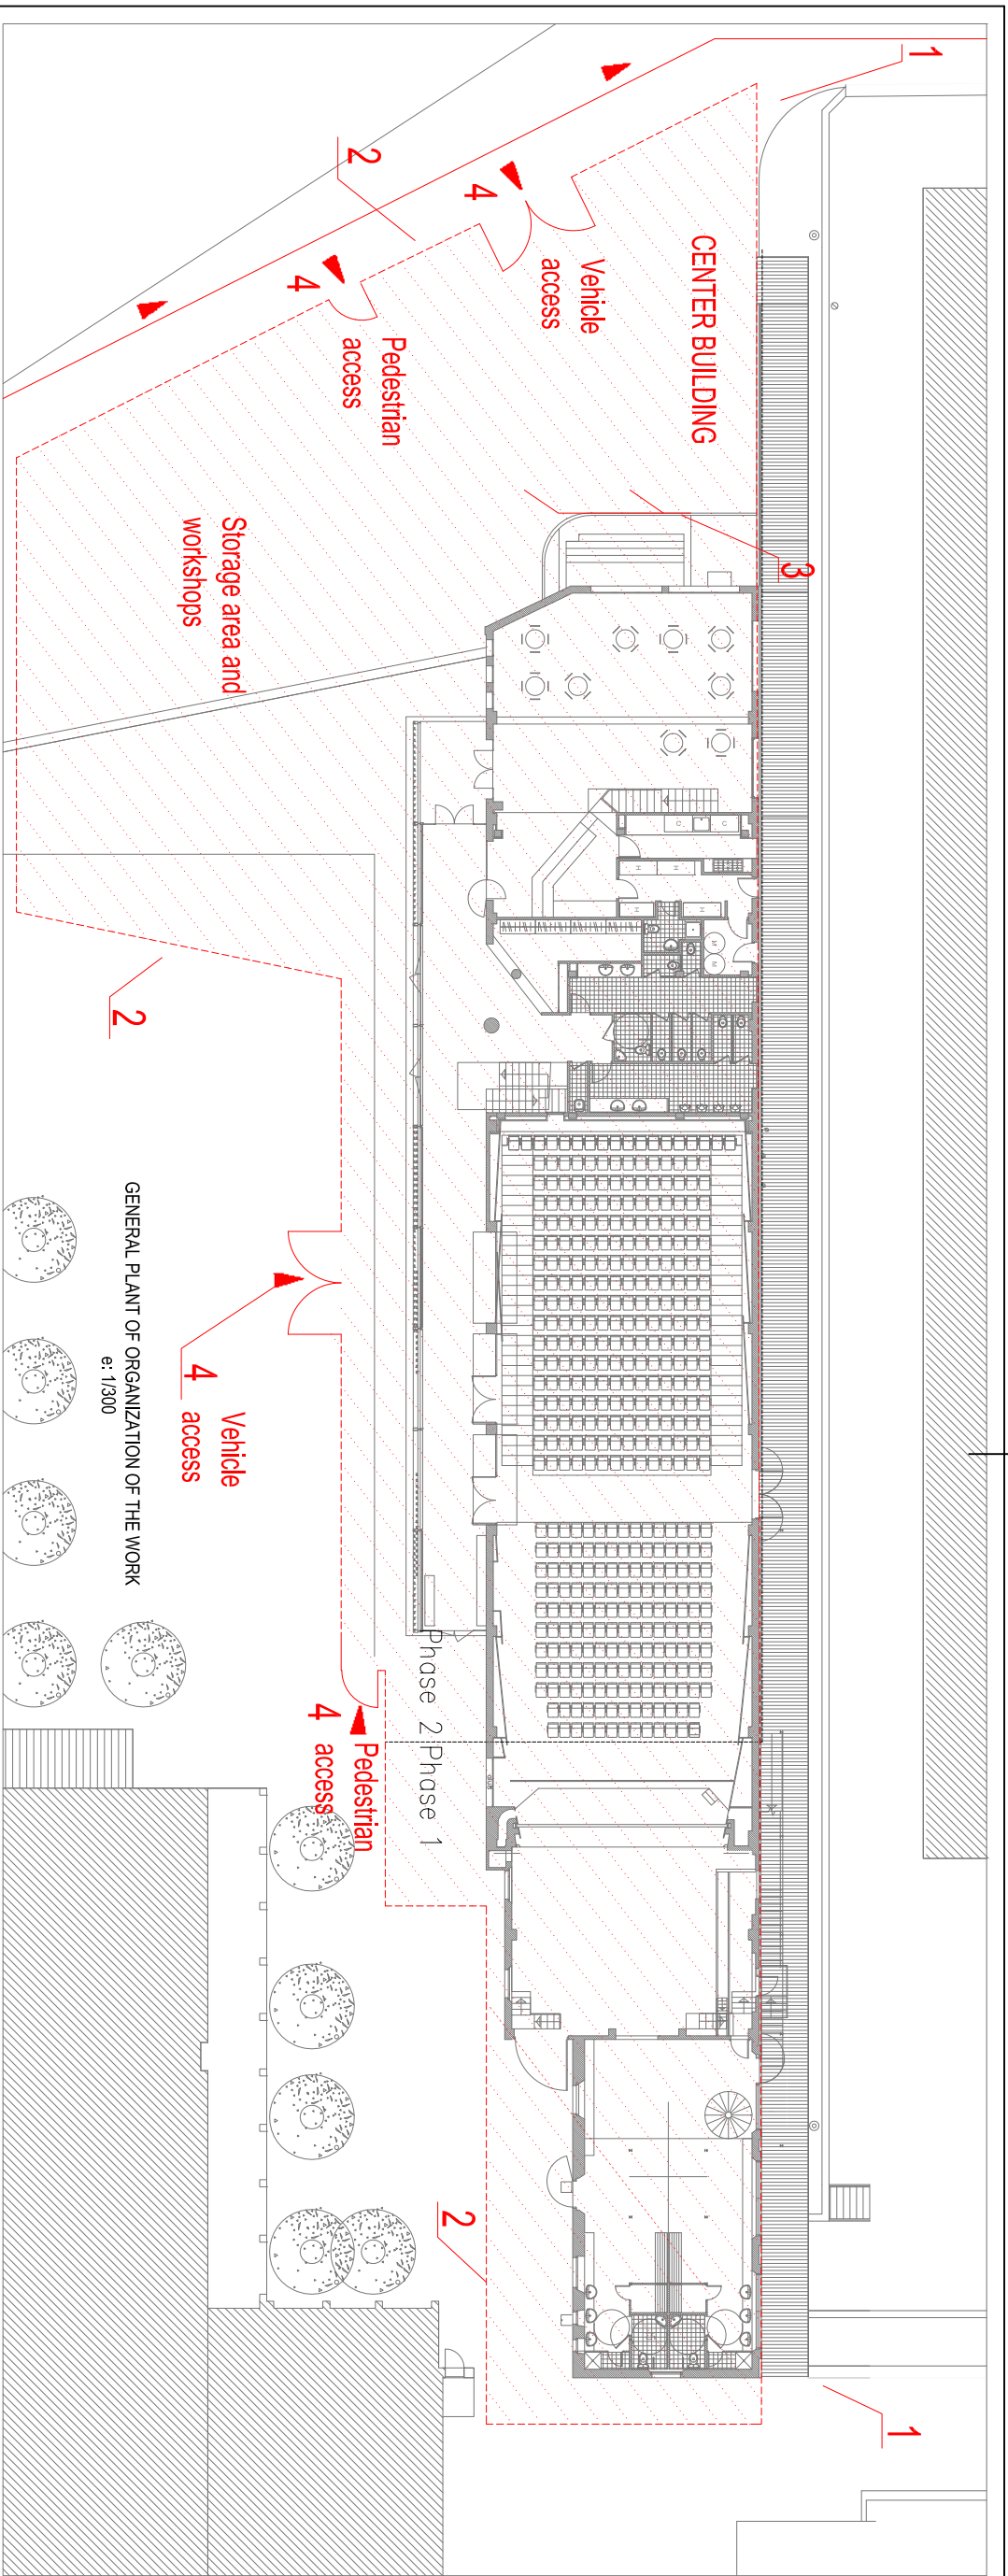 1
2
4
4
Vehicle
access
Pedestrian
access
CENTER BUILDING
3
Storage area and
workshops
C
C
H
H
H
H
M
M
2
GENERAL PLANT OF ORGANIZATION OF THE WORK
e: 1/300
4
Vehicle
access
Phase 2
Phase 1
4
Pedestrian
access
2
1